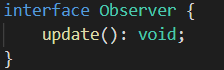 interface Observer {
    update(): void;
}